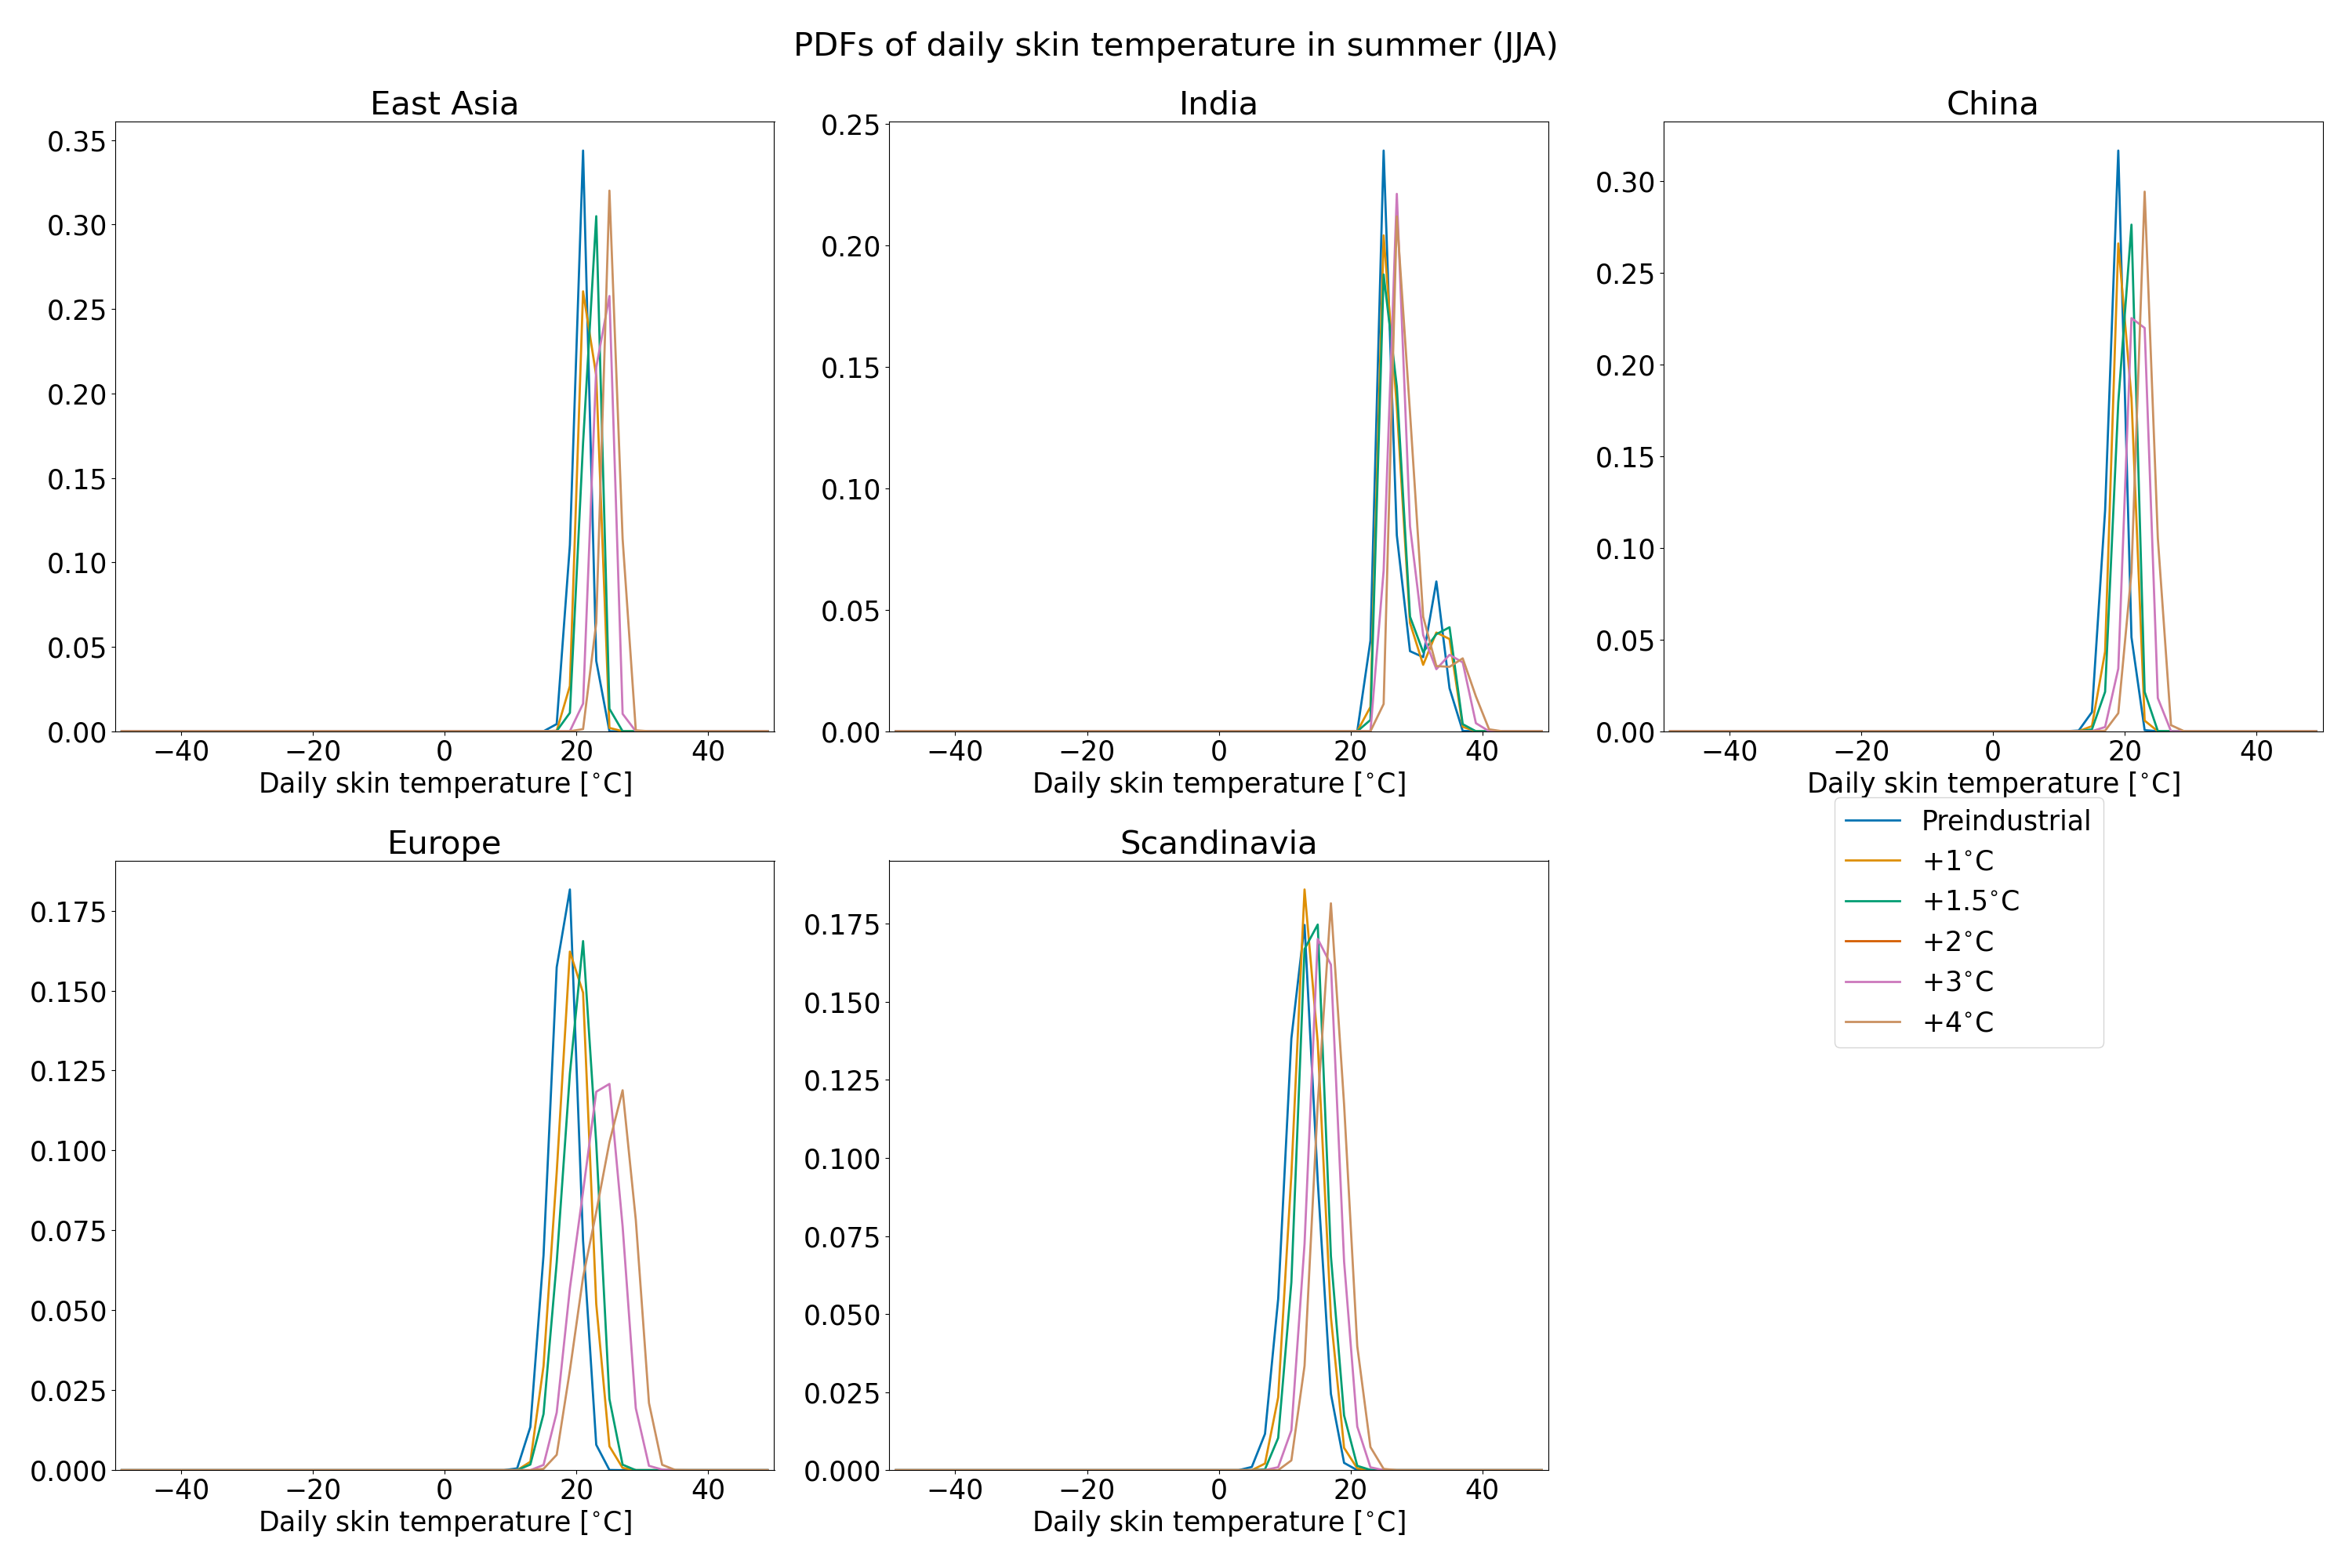 PDFs of daily skin temperature in summer (JJA)
East Asia
0.35
0.30
0.25
0.20
0.15
0.10
0.05
0.00
−40 −20 0 20 40
Daily skin temperature [°C]
India
0.25
0.20
0.15
0.10
0.05
0.00
−40 −20 0 20 40
Daily skin temperature [°C]
China
0.30
0.25
0.20
0.15
0.10
0.05
0.00
−40 −20 0 20 40
Daily skin temperature [°C]
Preindustrial
+1°C
+1.5°C
+2°C
+3°C
+4°C
Europe
0.175
0.150
0.125
0.100
0.075
0.050
0.025
0.000
−40 −20 0 20 40
Daily skin temperature [°C]
Scandinavia
0.175
0.150
0.125
0.100
0.075
0.050
0.025
0.000
−40 −20 0 20 40
Daily skin temperature [°C]